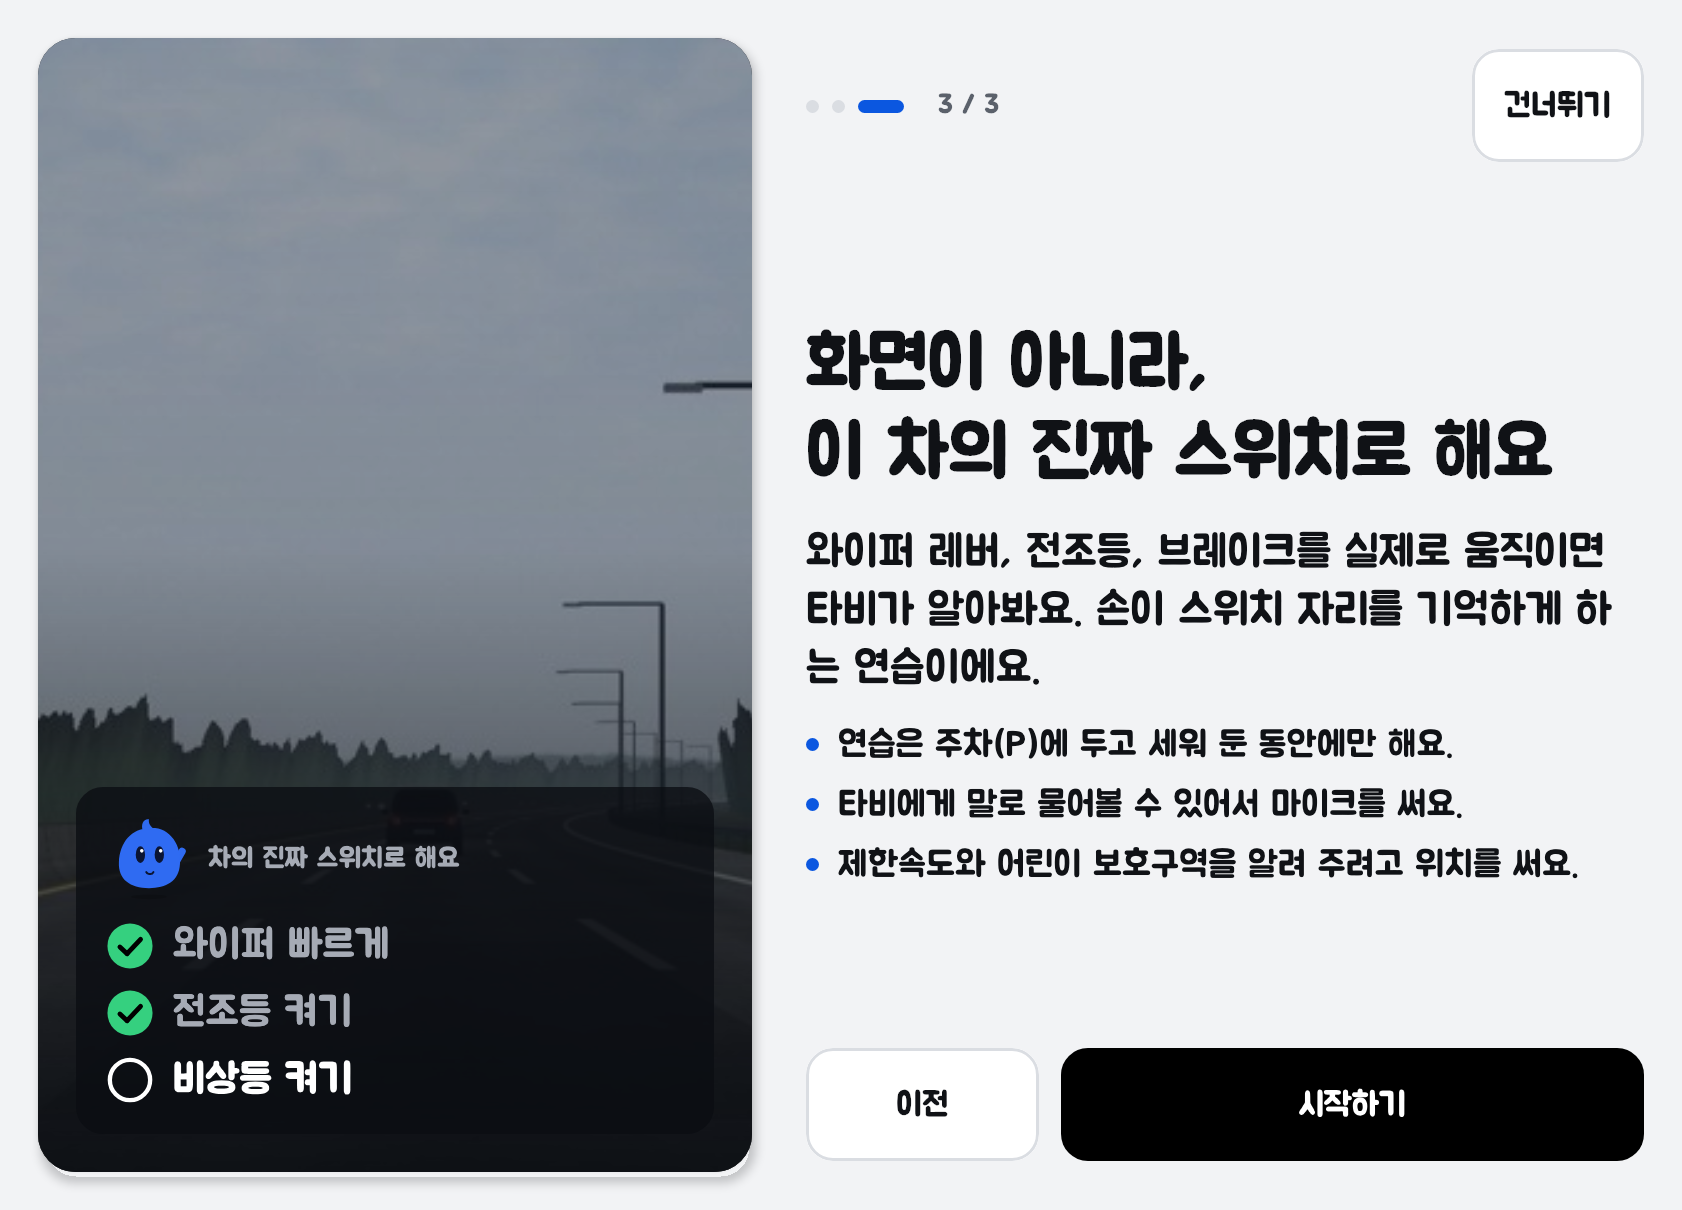 3 / 3
건너뛰기
화면이 아니라,
이 차의 진짜 스위치로 해요
와이퍼 레버, 전조등, 브레이크를 실제로 움직이면
타비가 알아봐요. 손이 스위치 자리를 기억하게 하
는 연습이에요.
연습은 주차(P)에 두고 세워 둔 동안에만 해요.
타비에게 말로 물어볼 수 있어서 마이크를 써요.
제한속도와 어린이 보호구역을 알려 주려고 위치를 써요.
차의 진짜 스위치로 해요
와이퍼 빠르게
전조등 켜기
비상등 켜기
이전
시작하기